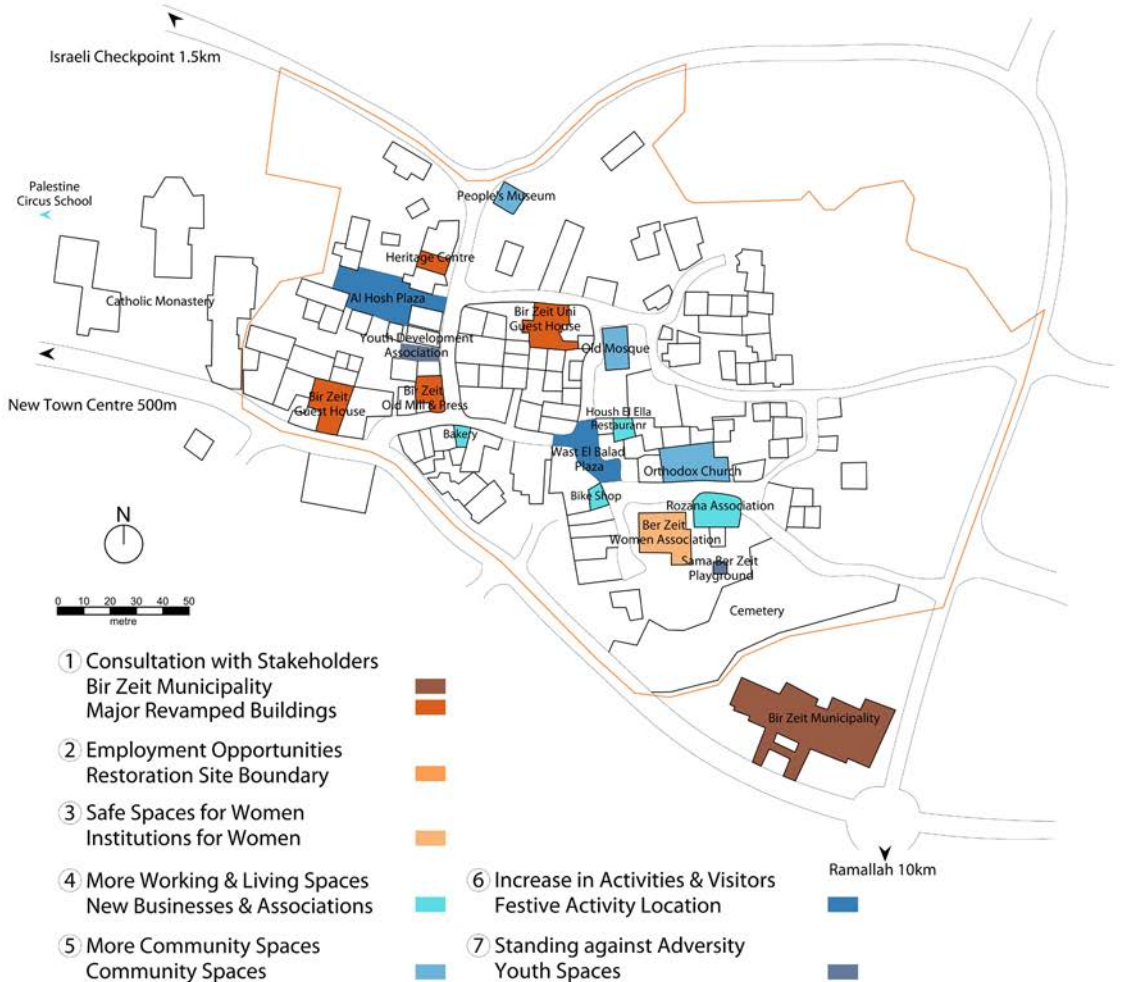 Israeli Checkpoint 1.5km
Palestine
Circus School
People's Museum
Heritage Centre
Catholic Monastery
Al Hosh Plaza
Bir Zeit Uni
Guest House
Youth Development
Association
Old Mosque
New Town Centre 500m
Bir Zeit
Guest House
Bir Zeit
Old Mill & Press
Housh El Ella
Restauranr
Bakery
Wast El Balad
Plaza
Orthodox Church
Bike Shop
Rozana Association
Ber Zeit
Women Association
Sama Ber Zeit
Playground
Cemetery
N
0 10 20 30 40 50
metre
Bir Zeit Municipality
Ramallah 10km
1 Consultation with Stakeholders
Bir Zeit Municipality
Major Revamped Buildings
2 Employment Opportunities
Restoration Site Boundary
3 Safe Spaces for Women
Institutions for Women
4 More Working & Living Spaces
New Businesses & Associations
5 More Community Spaces
Community Spaces
6 Increase in Activities & Visitors
Festive Activity Location
7 Standing against Adversity
Youth Spaces